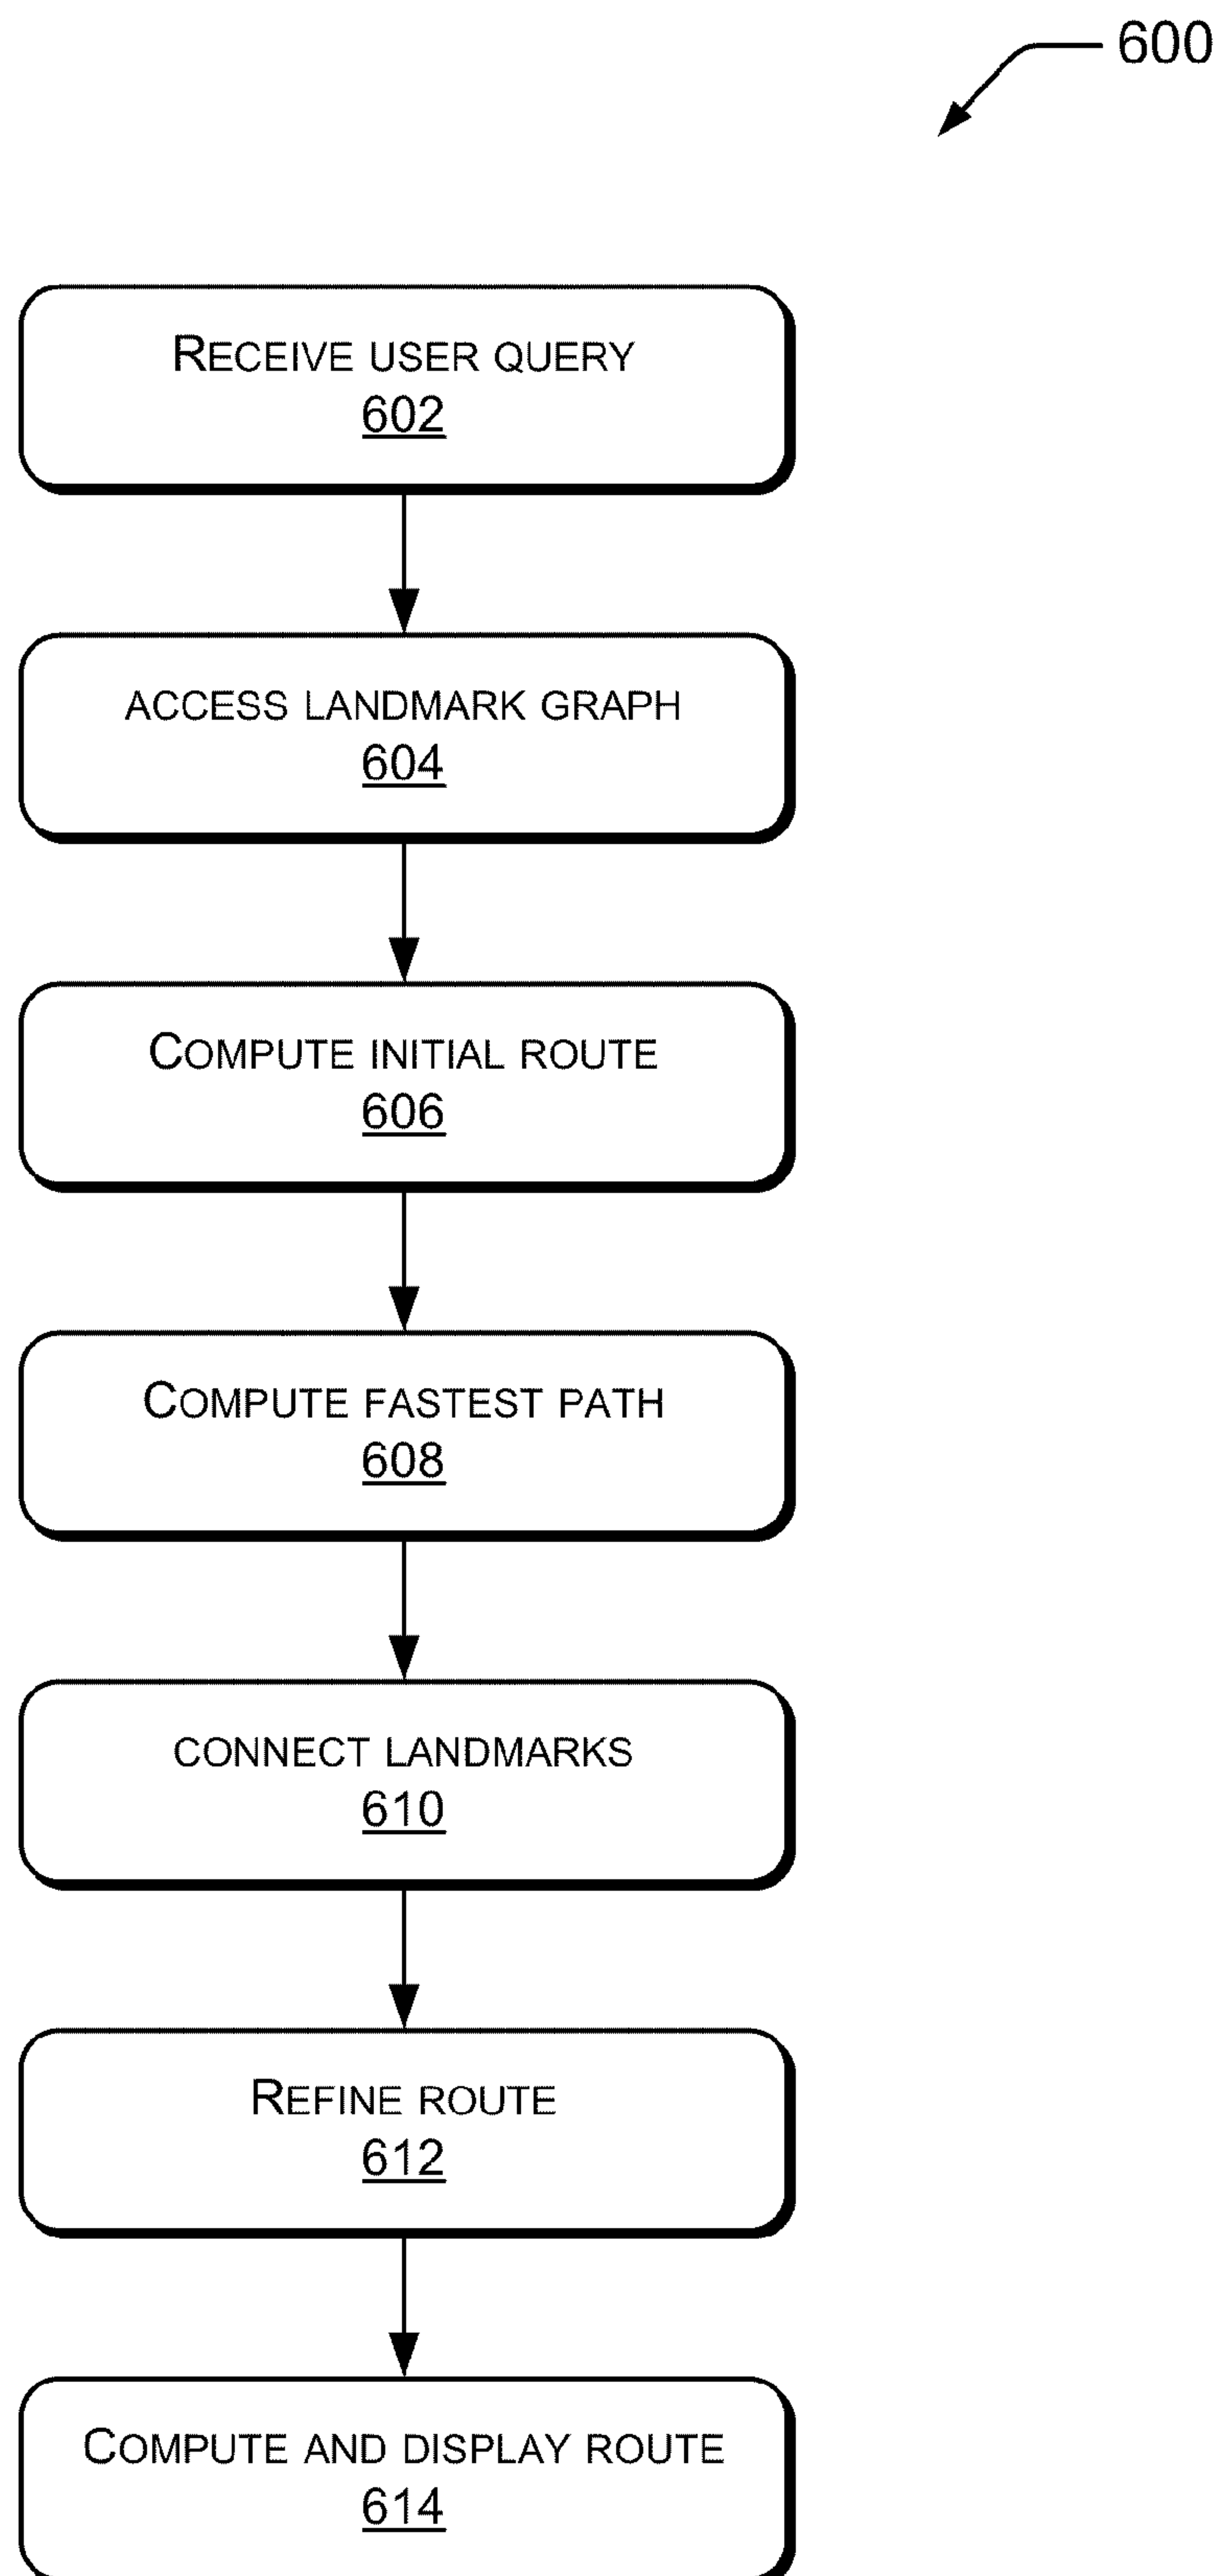 600
RECEIVE USER QUERY
602
ACCESS LANDMARK GRAPH
604
COMPUTE INITIAL ROUTE
606
COMPUTE FASTEST PATH
608
CONNECT LANDMARKS
610
REFINE ROUTE
612
COMPUTE AND DISPLAY ROUTE
614